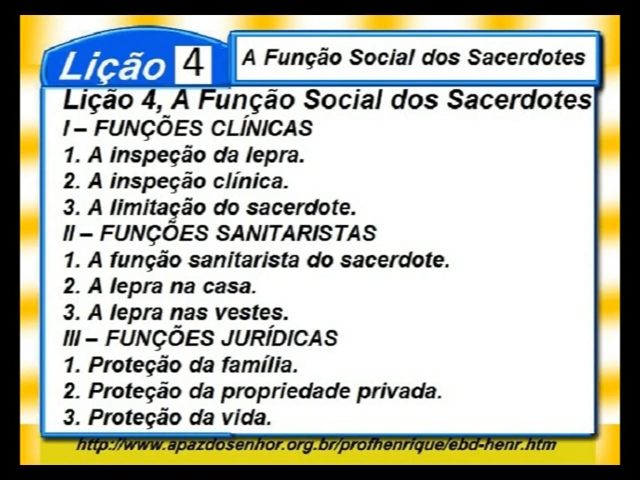 Lição 4
A Função Social dos Sacerdotes
Lição 4, A Função Social dos Sacerdotes
I – FUNÇÕES CLÍNICAS
1. A inspeção da lepra.
2. A inspeção clínica.
3. A limitação do sacerdote.
II – FUNÇÕES SANITARISTAS
1. A função sanitarista do sacerdote.
2. A lepra na casa.
3. A lepra nas vestes.
III – FUNÇÕES JURÍDICAS
1. Proteção da família.
2. Proteção da propriedade privada.
3. Proteção da vida.
http://www.apazdosenhor.org.br/profhenrique/ebd-henr.htm